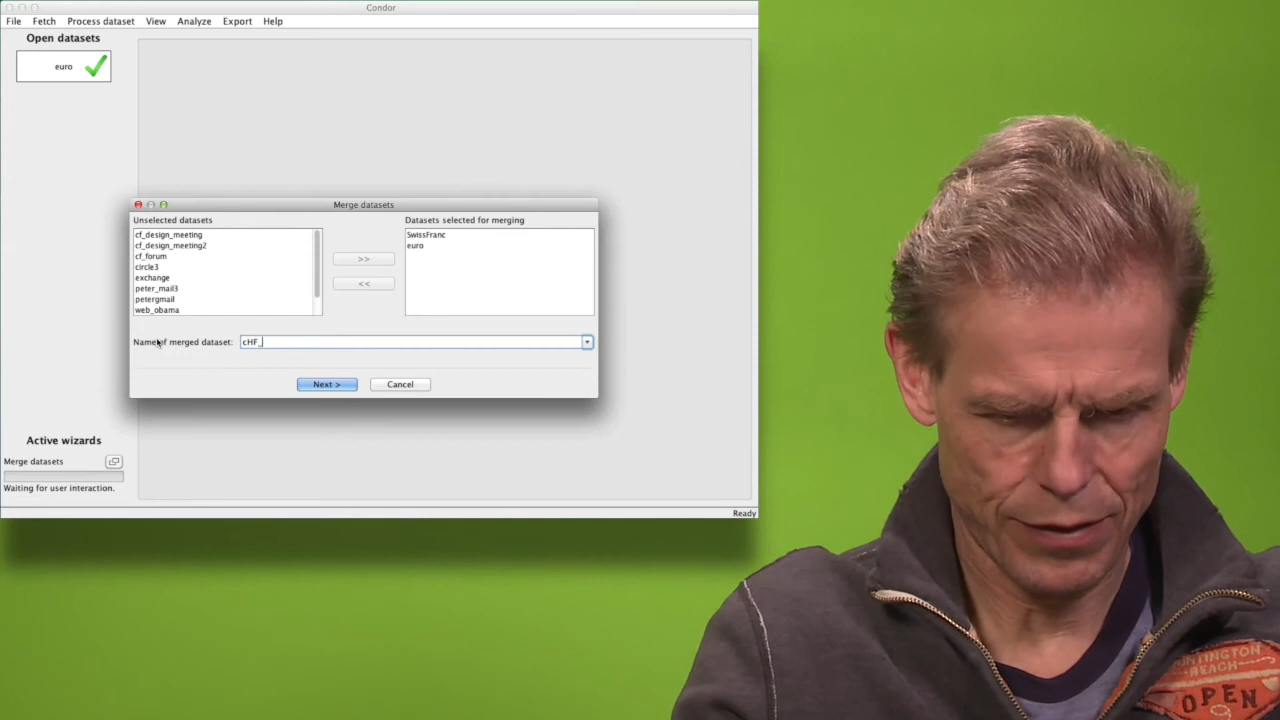 Condor
File Fetch Process dataset View Analyze Export Help
Open datasets
euro
Merge datasets
Unselected datasets
cf_design_meeting
cf_design_meeting2
cf_forum
circle3
exchange
peter_mail3
petergmail
web_obama
>>
<<
Datasets selected for merging
SwissFranc
euro
Name of merged dataset: cHF_
Next > Cancel
Active wizards
Merge datasets
Waiting for user interaction.
Ready
HUNTINGTON
BEACH
OPEN